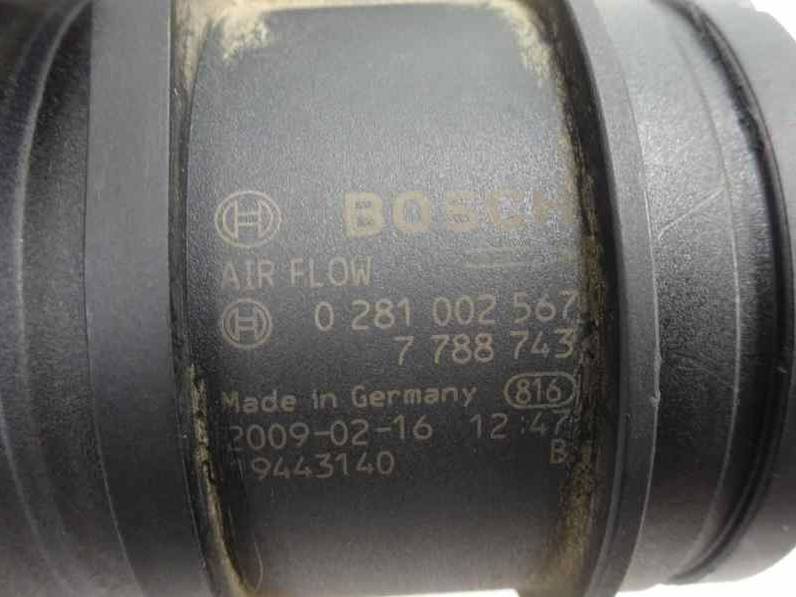 BOSCH
AIR FLOW
0 281 002 567
7 788 743
Made in Germany 816
2009-02-16 12:47
19443140 B